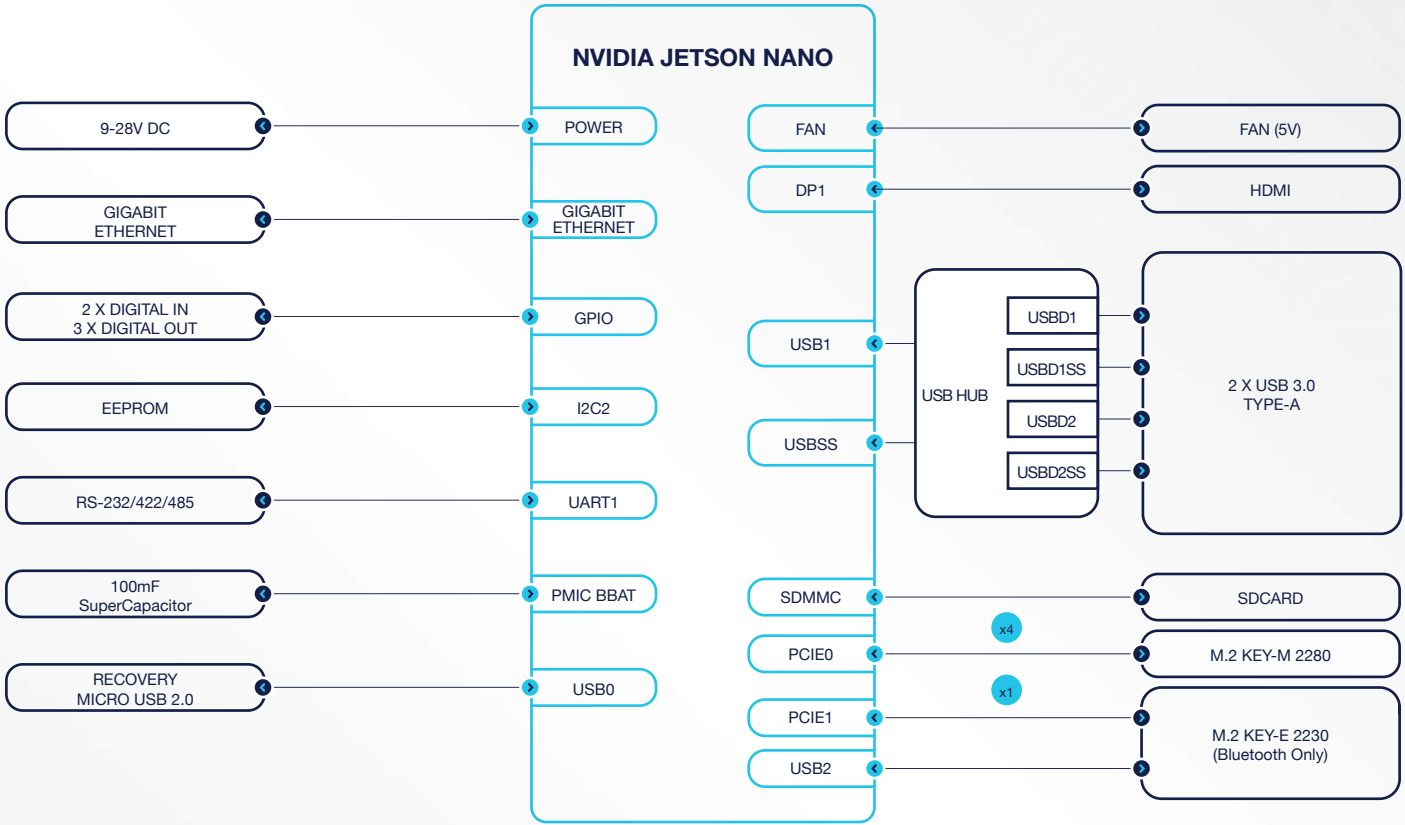 NVIDIA JETSON NANO
9-28V DC
GIGABIT
ETHERNET
2 X DIGITAL IN
3 X DIGITAL OUT
EEPROM
RS-232/422/485
100mF
SuperCapacitor
RECOVERY
MICRO USB 2.0
POWER
GIGABIT
ETHERNET
GPIO
I2C2
UART1
PMIC BBAT
USB0
FAN
DP1
USB1
USBSS
SDMMC
PCIE0
PCIE1
USB2
USB HUB
USBD1
USBD1SS
USBD2
USBD2SS
x4
x1
FAN (5V)
HDMI
2 X USB 3.0
TYPE-A
SDCARD
M.2 KEY-M 2280
M.2 KEY-E 2230
(Bluetooth Only)